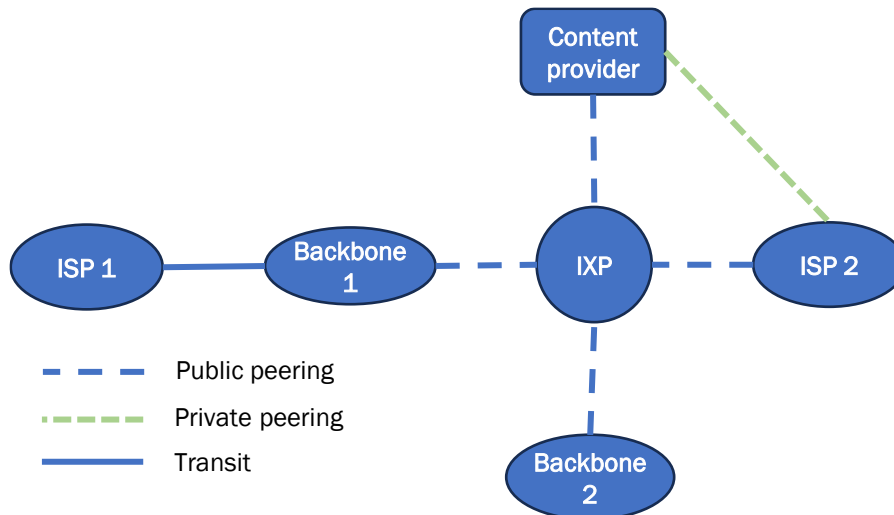 Content
provider
ISP 1
Backbone
1
IXP
ISP 2
Public peering
Private peering
Transit
Backbone
2